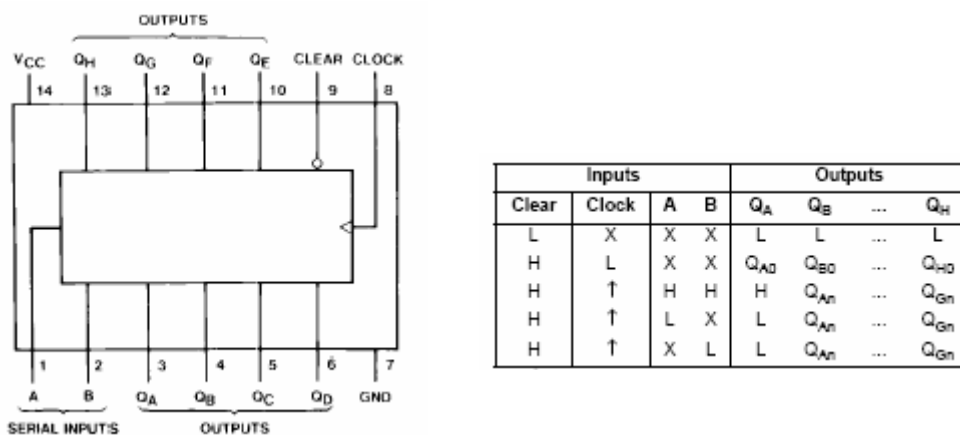 OUTPUTS
VCC QH QG QF QE CLEAR CLOCK
14 13 12 11 10 9 8
1 2 3 4 5 6 7
A B QA QB QC QD GND
SERIAL INPUTS OUTPUTS
Inputs Outputs
Clear Clock A B QA QB ... QH
L X X X L L ... L
H L X X QA0 QB0 ... QH0
H ↑ H H H QAn ... QGn
H ↑ L X L QAn ... QGn
H ↑ X L L QAn ... QGn